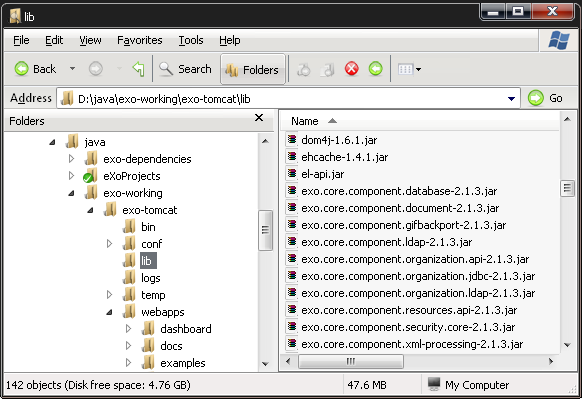 lib
File Edit View Favorites Tools Help
Back Search Folders
Address D:\java\exo-working\exo-tomcat\lib Go
Folders
java
exo-dependencies
eXoProjects
exo-working
exo-tomcat
bin
conf
lib
logs
temp
webapps
dashboard
docs
examples
Name
dom4j-1.6.1.jar
ehcache-1.4.1.jar
el-api.jar
exo.core.component.database-2.1.3.jar
exo.core.component.document-2.1.3.jar
exo.core.component.gifbackport-2.1.3.jar
exo.core.component.ldap-2.1.3.jar
exo.core.component.organization.api-2.1.3.jar
exo.core.component.organization.jdbc-2.1.3.jar
exo.core.component.organization.ldap-2.1.3.jar
exo.core.component.resources.api-2.1.3.jar
exo.core.component.security.core-2.1.3.jar
exo.core.component.xml-processing-2.1.3.jar
142 objects (Disk free space: 4.76 GB) 47.6 MB My Computer